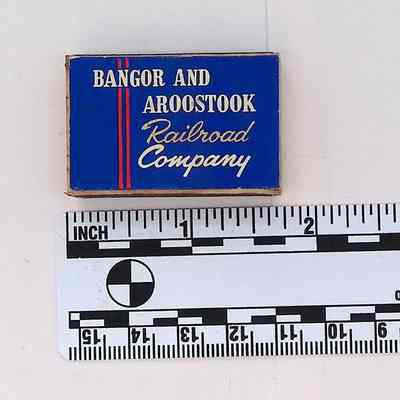 BANGOR AND
AROOSTOOK
Railroad
Company
INCH 1 2
15 14 13 12 11 10 9